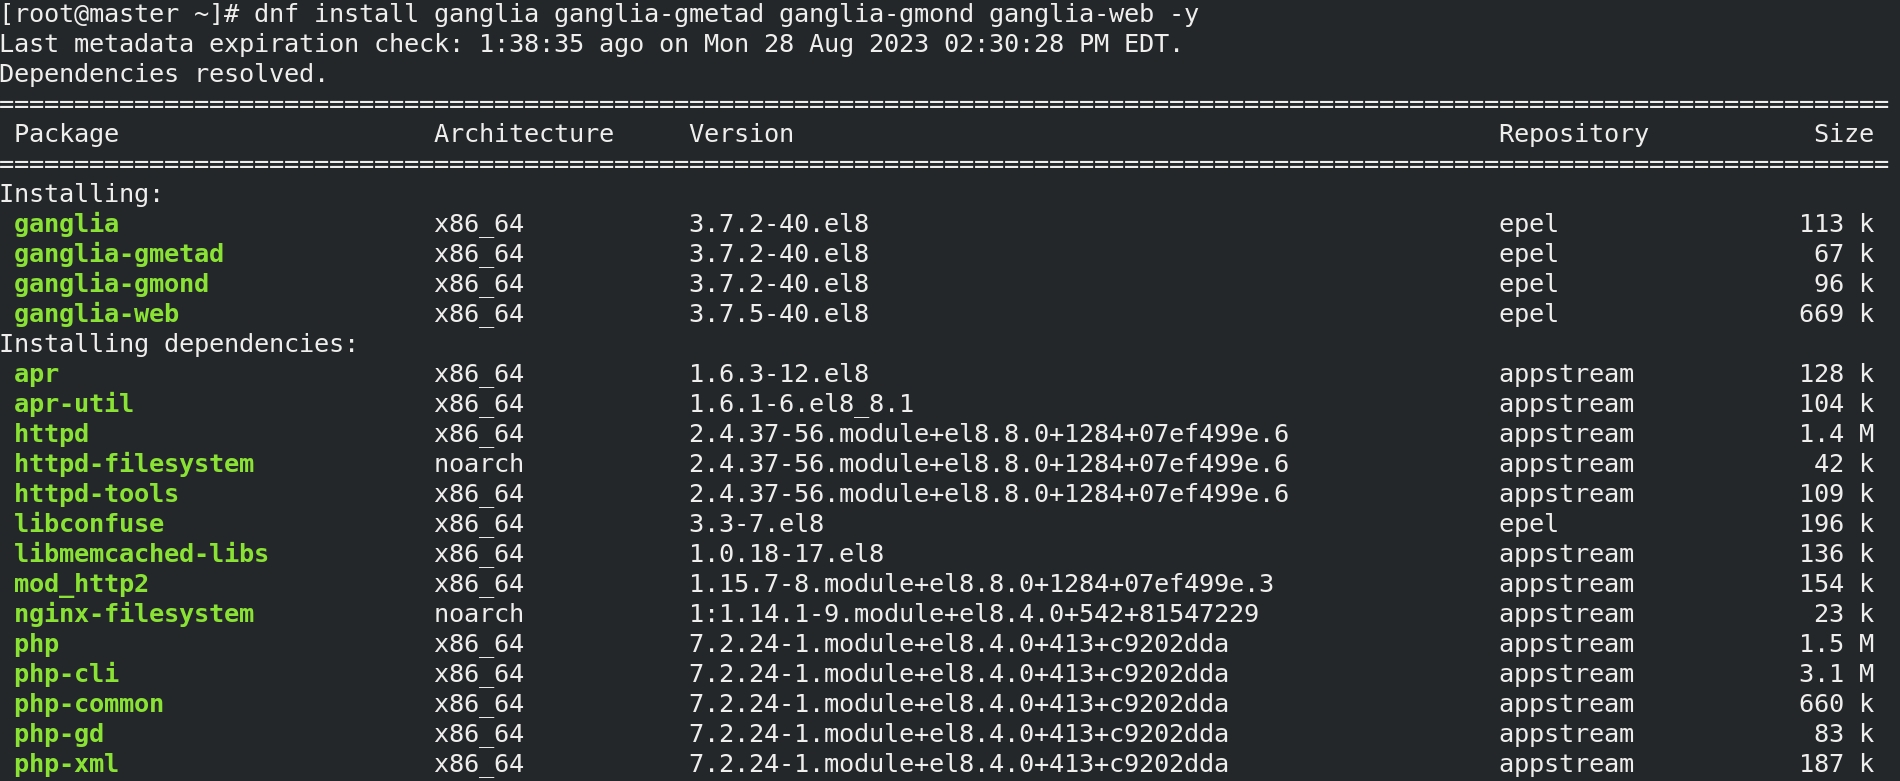 [root@master ~]# dnf install ganglia ganglia-gmetad ganglia-gmond ganglia-web -y
Last metadata expiration check: 1:38:35 ago on Mon 28 Aug 2023 02:30:28 PM EDT.
Dependencies resolved.
==============================================================================================================================
 Package                    Architecture     Version                                               Repository           Size
==============================================================================================================================
Installing:
 ganglia                    x86_64           3.7.2-40.el8                                          epel                113 k
 ganglia-gmetad             x86_64           3.7.2-40.el8                                          epel                 67 k
 ganglia-gmond              x86_64           3.7.2-40.el8                                          epel                 96 k
 ganglia-web                x86_64           3.7.5-40.el8                                          epel                669 k
Installing dependencies:
 apr                        x86_64           1.6.3-12.el8                                          appstream           128 k
 apr-util                   x86_64           1.6.1-6.el8_8.1                                       appstream           104 k
 httpd                      x86_64           2.4.37-56.module+el8.8.0+1284+07ef499e.6              appstream           1.4 M
 httpd-filesystem           noarch           2.4.37-56.module+el8.8.0+1284+07ef499e.6              appstream            42 k
 httpd-tools                x86_64           2.4.37-56.module+el8.8.0+1284+07ef499e.6              appstream           109 k
 libconfuse                 x86_64           3.3-7.el8                                             epel                196 k
 libmemcached-libs          x86_64           1.0.18-17.el8                                         appstream           136 k
 mod_http2                  x86_64           1.15.7-8.module+el8.8.0+1284+07ef499e.3               appstream           154 k
 nginx-filesystem           noarch           1:1.14.1-9.module+el8.4.0+542+81547229                appstream            23 k
 php                        x86_64           7.2.24-1.module+el8.4.0+413+c9202dda                  appstream           1.5 M
 php-cli                    x86_64           7.2.24-1.module+el8.4.0+413+c9202dda                  appstream           3.1 M
 php-common                 x86_64           7.2.24-1.module+el8.4.0+413+c9202dda                  appstream           660 k
 php-gd                     x86_64           7.2.24-1.module+el8.4.0+413+c9202dda                  appstream            83 k
 php-xml                    x86_64           7.2.24-1.module+el8.4.0+413+c9202dda                  appstream           187 k